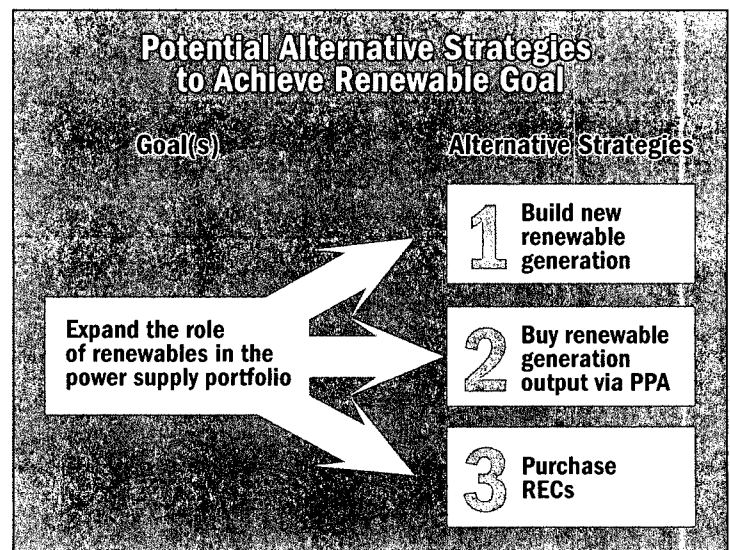 Potential Alternative Strategies
to Achieve Renewable Goal
Goal(s)
Alternative Strategies
Expand the role
of renewables in the
power supply portfolio
1
Build new
renewable
generation
2
Buy renewable
generation
output via PPA
3
Purchase
RECs